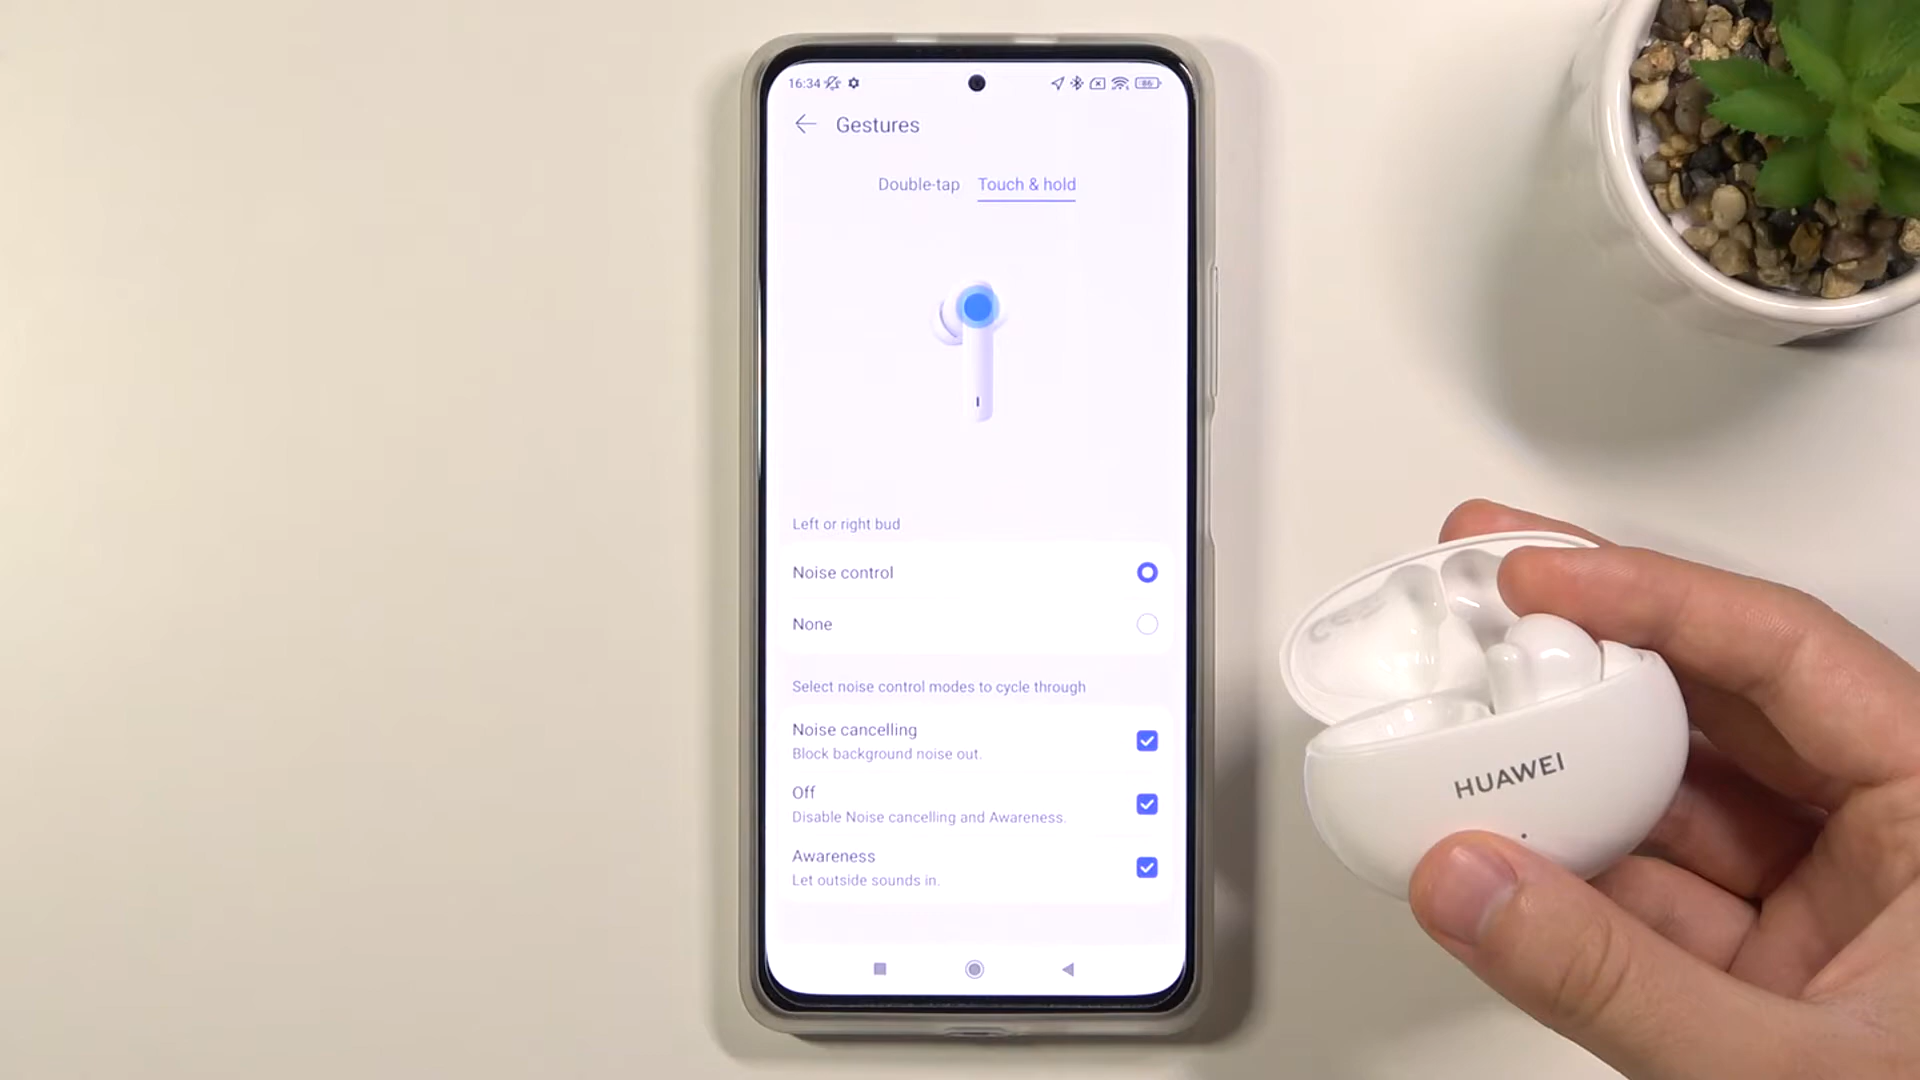 16:34
86
Gestures
Double-tap Touch & hold
Left or right bud
Noise control
None
Select noise control modes to cycle through
Noise cancelling
Block background noise out.
Off
Disable Noise cancelling and Awareness.
Awareness
Let outside sounds in.
HUAWEI